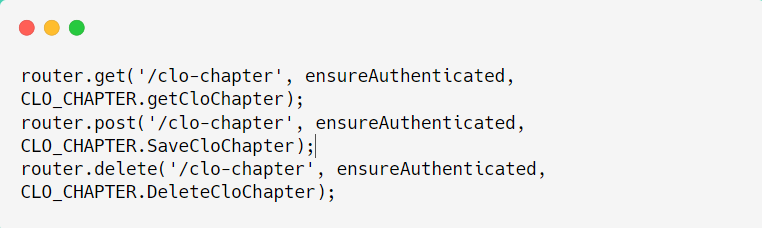 router.get('/clo-chapter', ensureAuthenticated,
CLO_CHAPTER.getCloChapter);
router.post('/clo-chapter', ensureAuthenticated,
CLO_CHAPTER.SaveCloChapter);
router.delete('/clo-chapter', ensureAuthenticated,
CLO_CHAPTER.DeleteCloChapter);